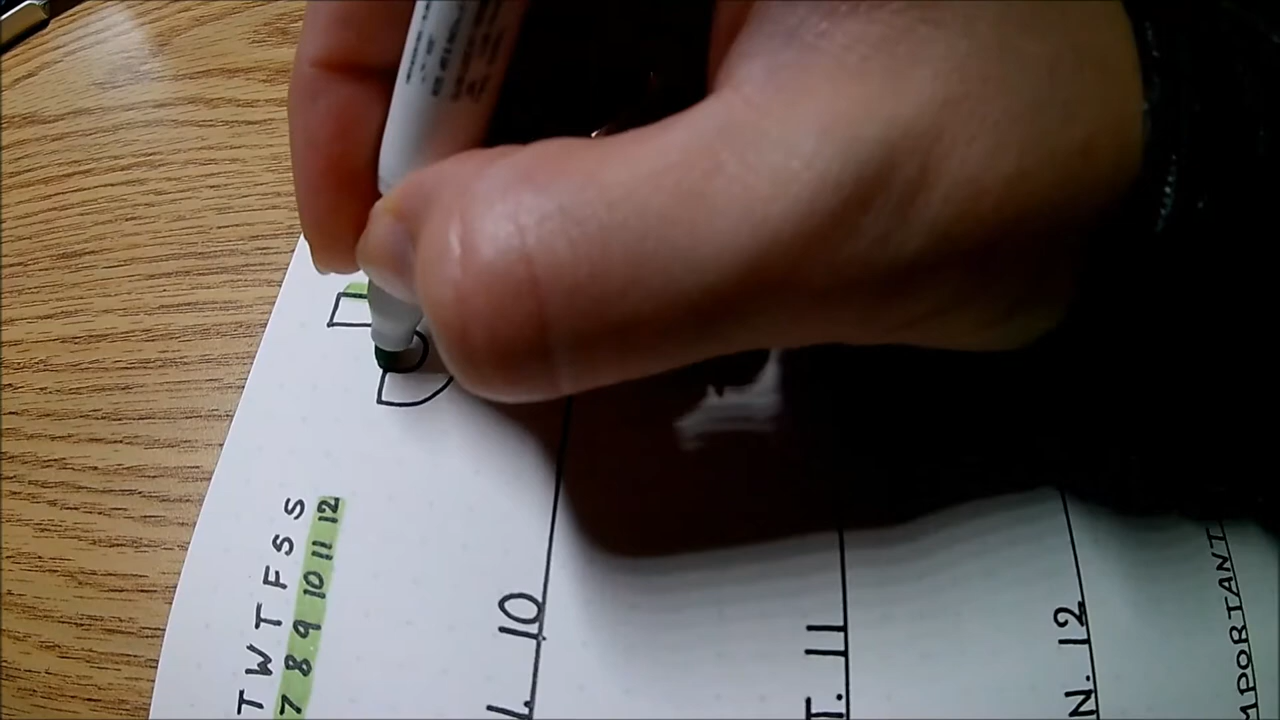 T W T F S S
7 8 9 10 11 12
10
T. 11
N. 12
MPORTANT